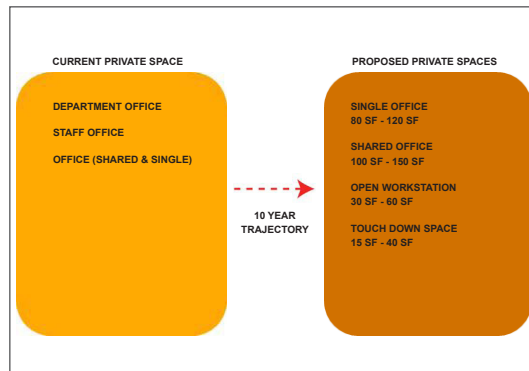 CURRENT PRIVATE SPACE
DEPARTMENT OFFICE
STAFF OFFICE
OFFICE (SHARED & SINGLE)
10 YEAR
TRAJECTORY
PROPOSED PRIVATE SPACES
SINGLE OFFICE
80 SF - 120 SF
SHARED OFFICE
100 SF - 150 SF
OPEN WORKSTATION
30 SF - 60 SF
TOUCH DOWN SPACE
15 SF - 40 SF